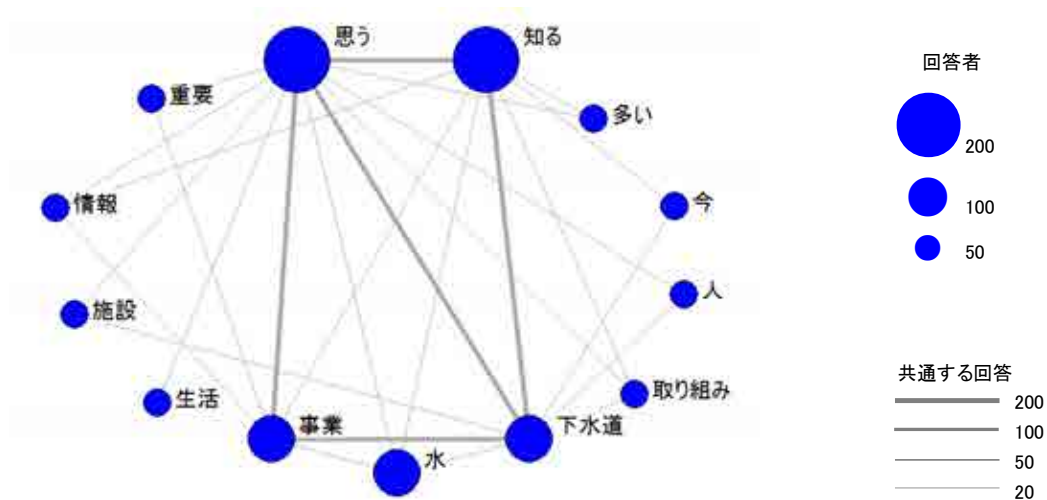 思う
知る
重要
多い
情報
今
施設
人
生活
取り組み
事業
下水道
水
回答者
200
100
50
共通する回答
200
100
50
20